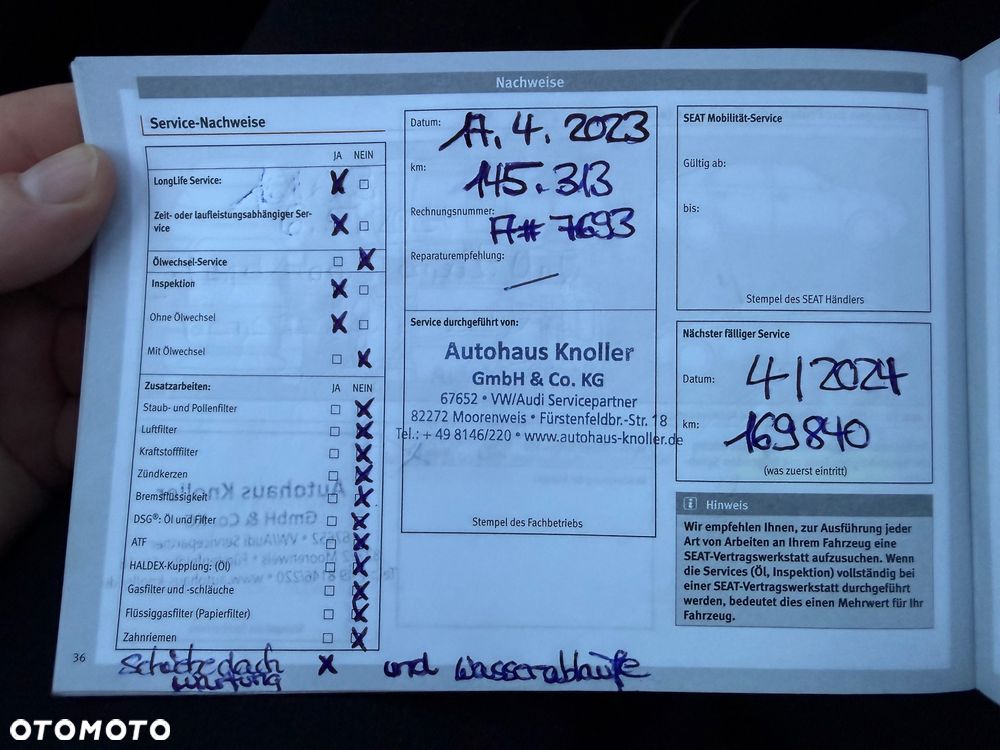 Nachweise
Service-Nachweise
JA NEIN
LongLife Service: X □
Zeit- oder laufleistungsabhängiger Ser-
vice X □
Ölwechsel-Service □ X
Inspektion X □
Ohne Ölwechsel X □
Mit Ölwechsel □ X
Zusatzarbeiten: JA NEIN
Staub- und Pollenfilter □ X
Luftfilter □ X
Kraftstofffilter □ X
Zündkerzen □ X
Bremsflüssigkeit □ X
DSG®: Öl und Filter □ X
ATF □ X
HALDEX-Kupplung: (Öl) □ X
Gasfilter und -schläuche □ X
Flüssiggasfilter (Papierfilter) □ X
Zahnriemen □ X
Schiebedach X und Wasserabläufe
wartung
36
Datum: 17.4.2023
km: 145.313
Rechnungsnummer: A# 7693
Reparaturempfehlung: —
Service durchgeführt von:
Autohaus Knoller
GmbH & Co. KG
67652 • VW/Audi Servicepartner
82272 Moorenweis • Fürstenfeldbr.-Str. 18
Tel.: + 49 8146/220 • www.autohaus-knoller.de
Stempel des Fachbetriebs
SEAT Mobilität-Service
Gültig ab:
bis:
Stempel des SEAT Händlers
Nächster fälliger Service
Datum: 4/2024
km: 169840
(was zuerst eintritt)
i Hinweis
Wir empfehlen Ihnen, zur Ausführung jeder
Art von Arbeiten an Ihrem Fahrzeug eine
SEAT-Vertragswerkstatt aufzusuchen. Wenn
die Services (Öl, Inspektion) vollständig bei
einer SEAT-Vertragswerkstatt durchgeführt
werden, bedeutet dies einen Mehrwert für Ihr
Fahrzeug.
OTOMOTO